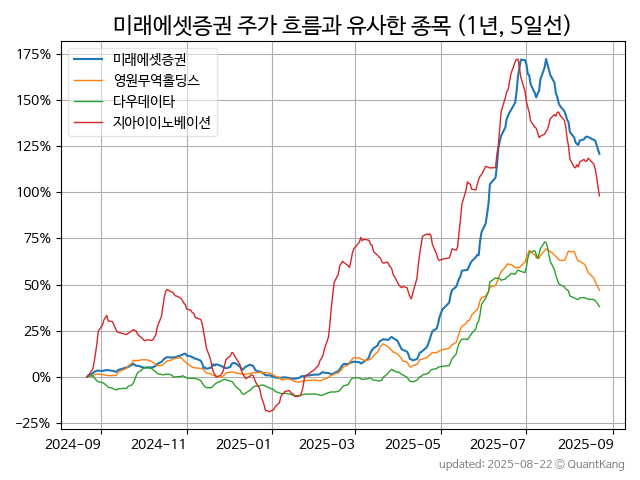 미래에셋증권 주가 흐름과 유사한 종목 (1년, 5일선)
175%
150%
125%
100%
75%
50%
25%
0%
−25%
미래에셋증권
영원무역홀딩스
다우데이타
지아이이노베이션
2024-09 2024-11 2025-01 2025-03 2025-05 2025-07 2025-09
updated: 2025-08-22 © QuantKang